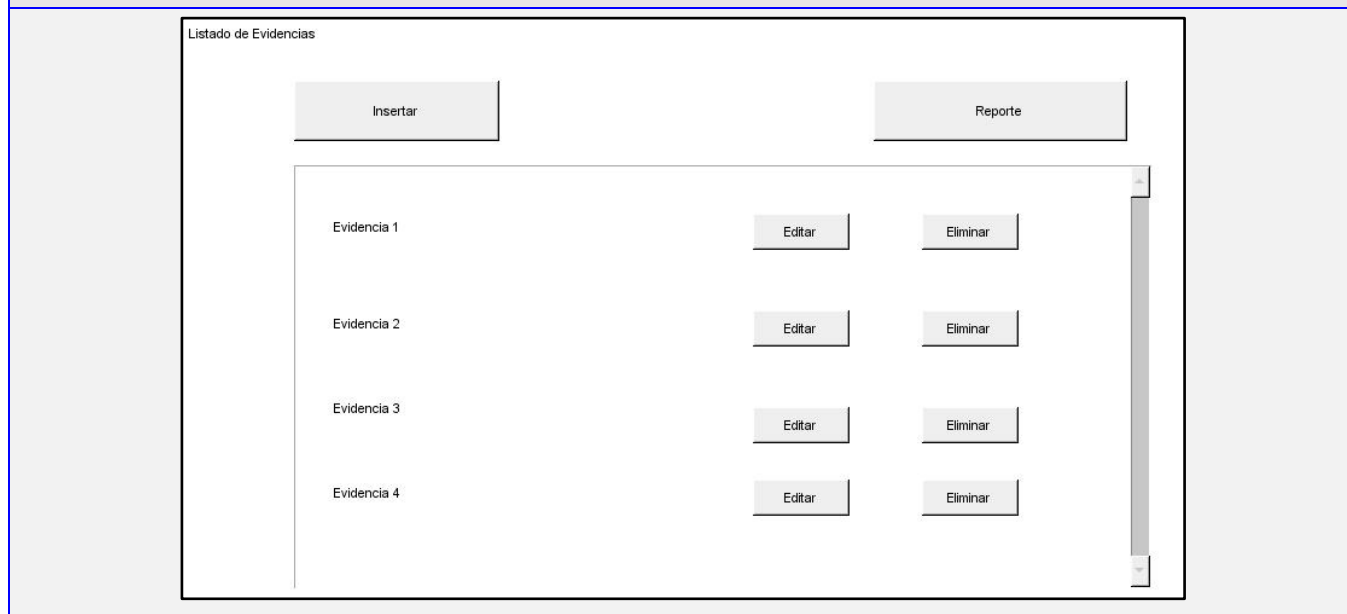 Listado de Evidencias
Insertar Reporte
Evidencia 1 Editar Eliminar
Evidencia 2 Editar Eliminar
Evidencia 3 Editar Eliminar
Evidencia 4 Editar Eliminar